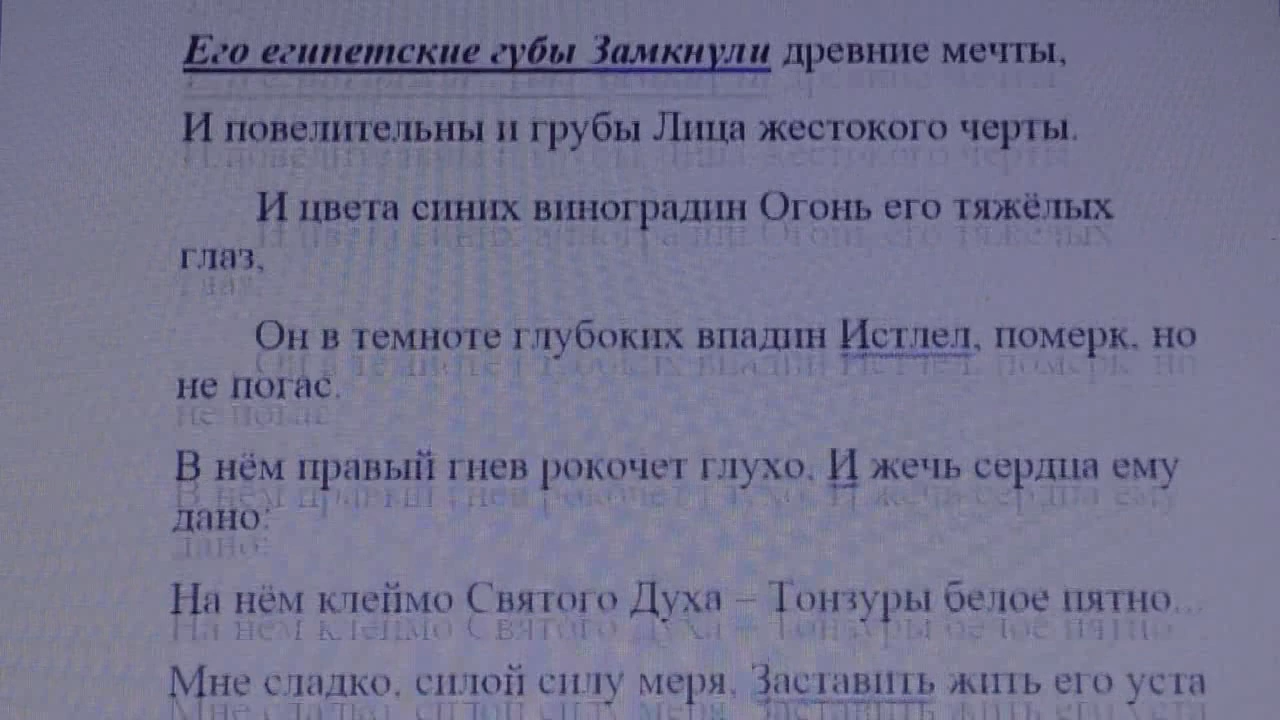 Его египетские губы Замкнули древние мечты,
И повелительны и грубы Лица жестокого черты.
И цвета синих виноградин Огонь его тяжёлых
глаз,
Он в темноте глубоких впадин Истлел, померк, но
не погас.
В нём правый гнев рокочет глухо, И жечь сердца ему
дано:
На нём клеймо Святого Духа – Тонзуры белое пятно...
Мне сладко, силой силу меря, Заставить жить его уста